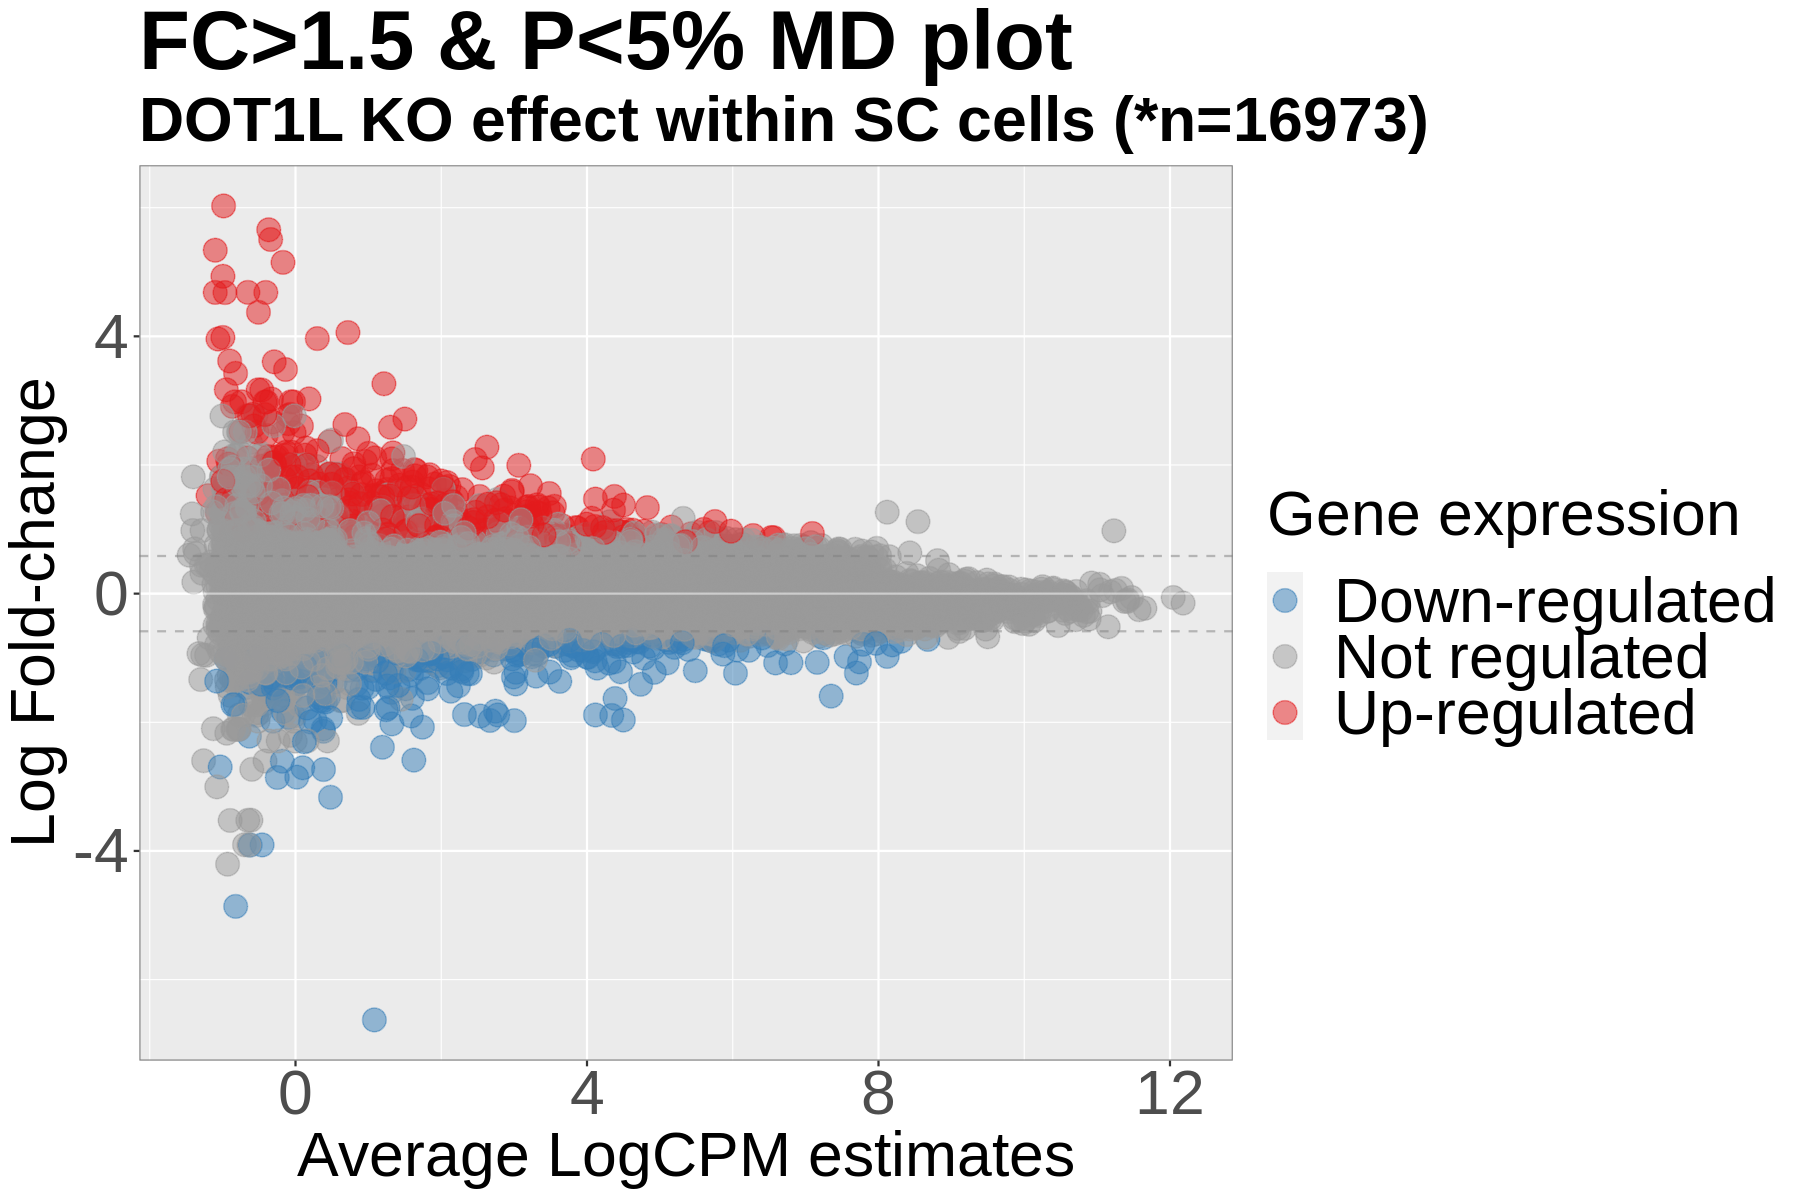 FC>1.5 & P<5% MD plot
DOT1L KO effect within SC cells (*n=16973)
Log Fold-change
4
0
-4
0 4 8 12
Average LogCPM estimates
Gene expression
Down-regulated
Not regulated
Up-regulated